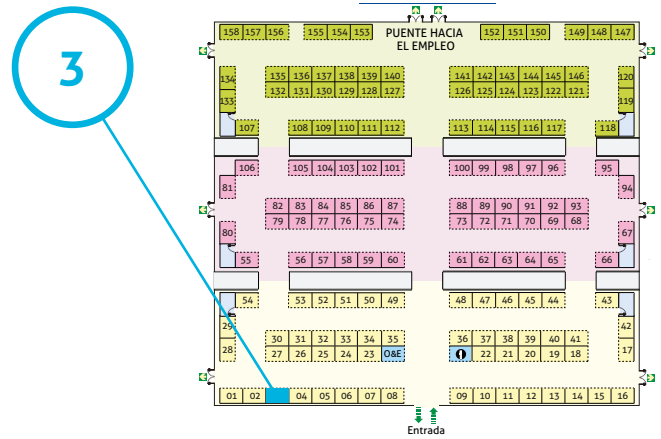 3
PUENTE HACIA
EL EMPLEO
158 157 156 155 154 153 152 151 150 149 148 147
134 135 136 137 138 139 140 141 142 143 144 145 146 120
133 132 131 130 129 128 127 126 125 124 123 122 121 119
107 108 109 110 111 112 113 114 115 116 117 118
106 105 104 103 102 101 100 99 98 97 96 95
81 94
82 83 84 85 86 87 88 89 90 91 92 93
79 78 77 76 75 74 73 72 71 70 69 68
80 67
55 56 57 58 59 60 61 62 63 64 65 66
54 53 52 51 50 49 48 47 46 45 44 43
29 42
30 31 32 33 34 35 36 37 38 39 40 41
28 27 26 25 24 23 O&E 22 21 20 19 18 17
01 02 04 05 06 07 08 09 10 11 12 13 14 15 16
Entrada